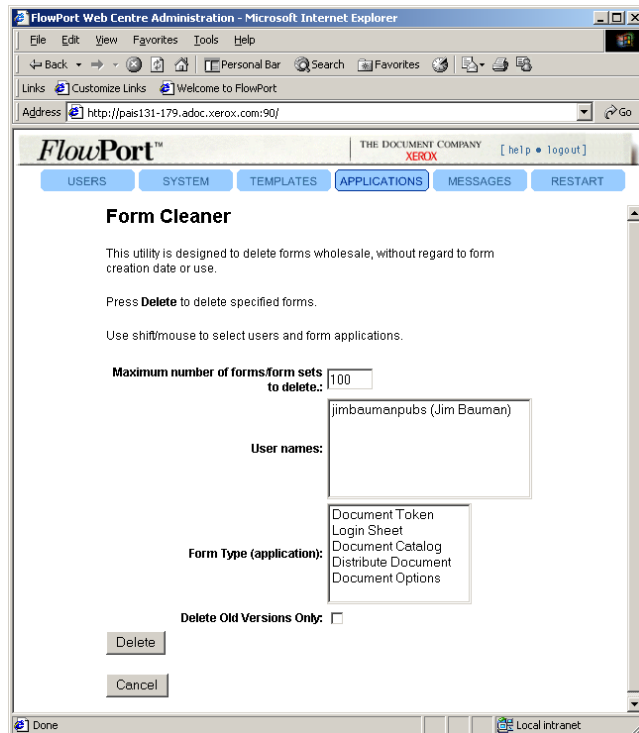 FlowPort Web Centre Administration - Microsoft Internet Explorer
File Edit View Favorites Tools Help
Back Personal Bar Search Favorites
Links Customize Links Welcome to FlowPort
Address http://pais131-179.adoc.xerox.com:90/ Go
FlowPort™ THE DOCUMENT COMPANY XEROX [ help • logout ]
USERS SYSTEM TEMPLATES APPLICATIONS MESSAGES RESTART
Form Cleaner
This utility is designed to delete forms wholesale, without regard to form
creation date or use.
Press Delete to delete specified forms.
Use shift/mouse to select users and form applications.
Maximum number of forms/form sets
to delete.: 100
jimbaumanpubs (Jim Bauman)
User names:
Document Token
Login Sheet
Document Catalog
Form Type (application): Distribute Document
Document Options
Delete Old Versions Only:
Delete
Cancel
Done Local intranet